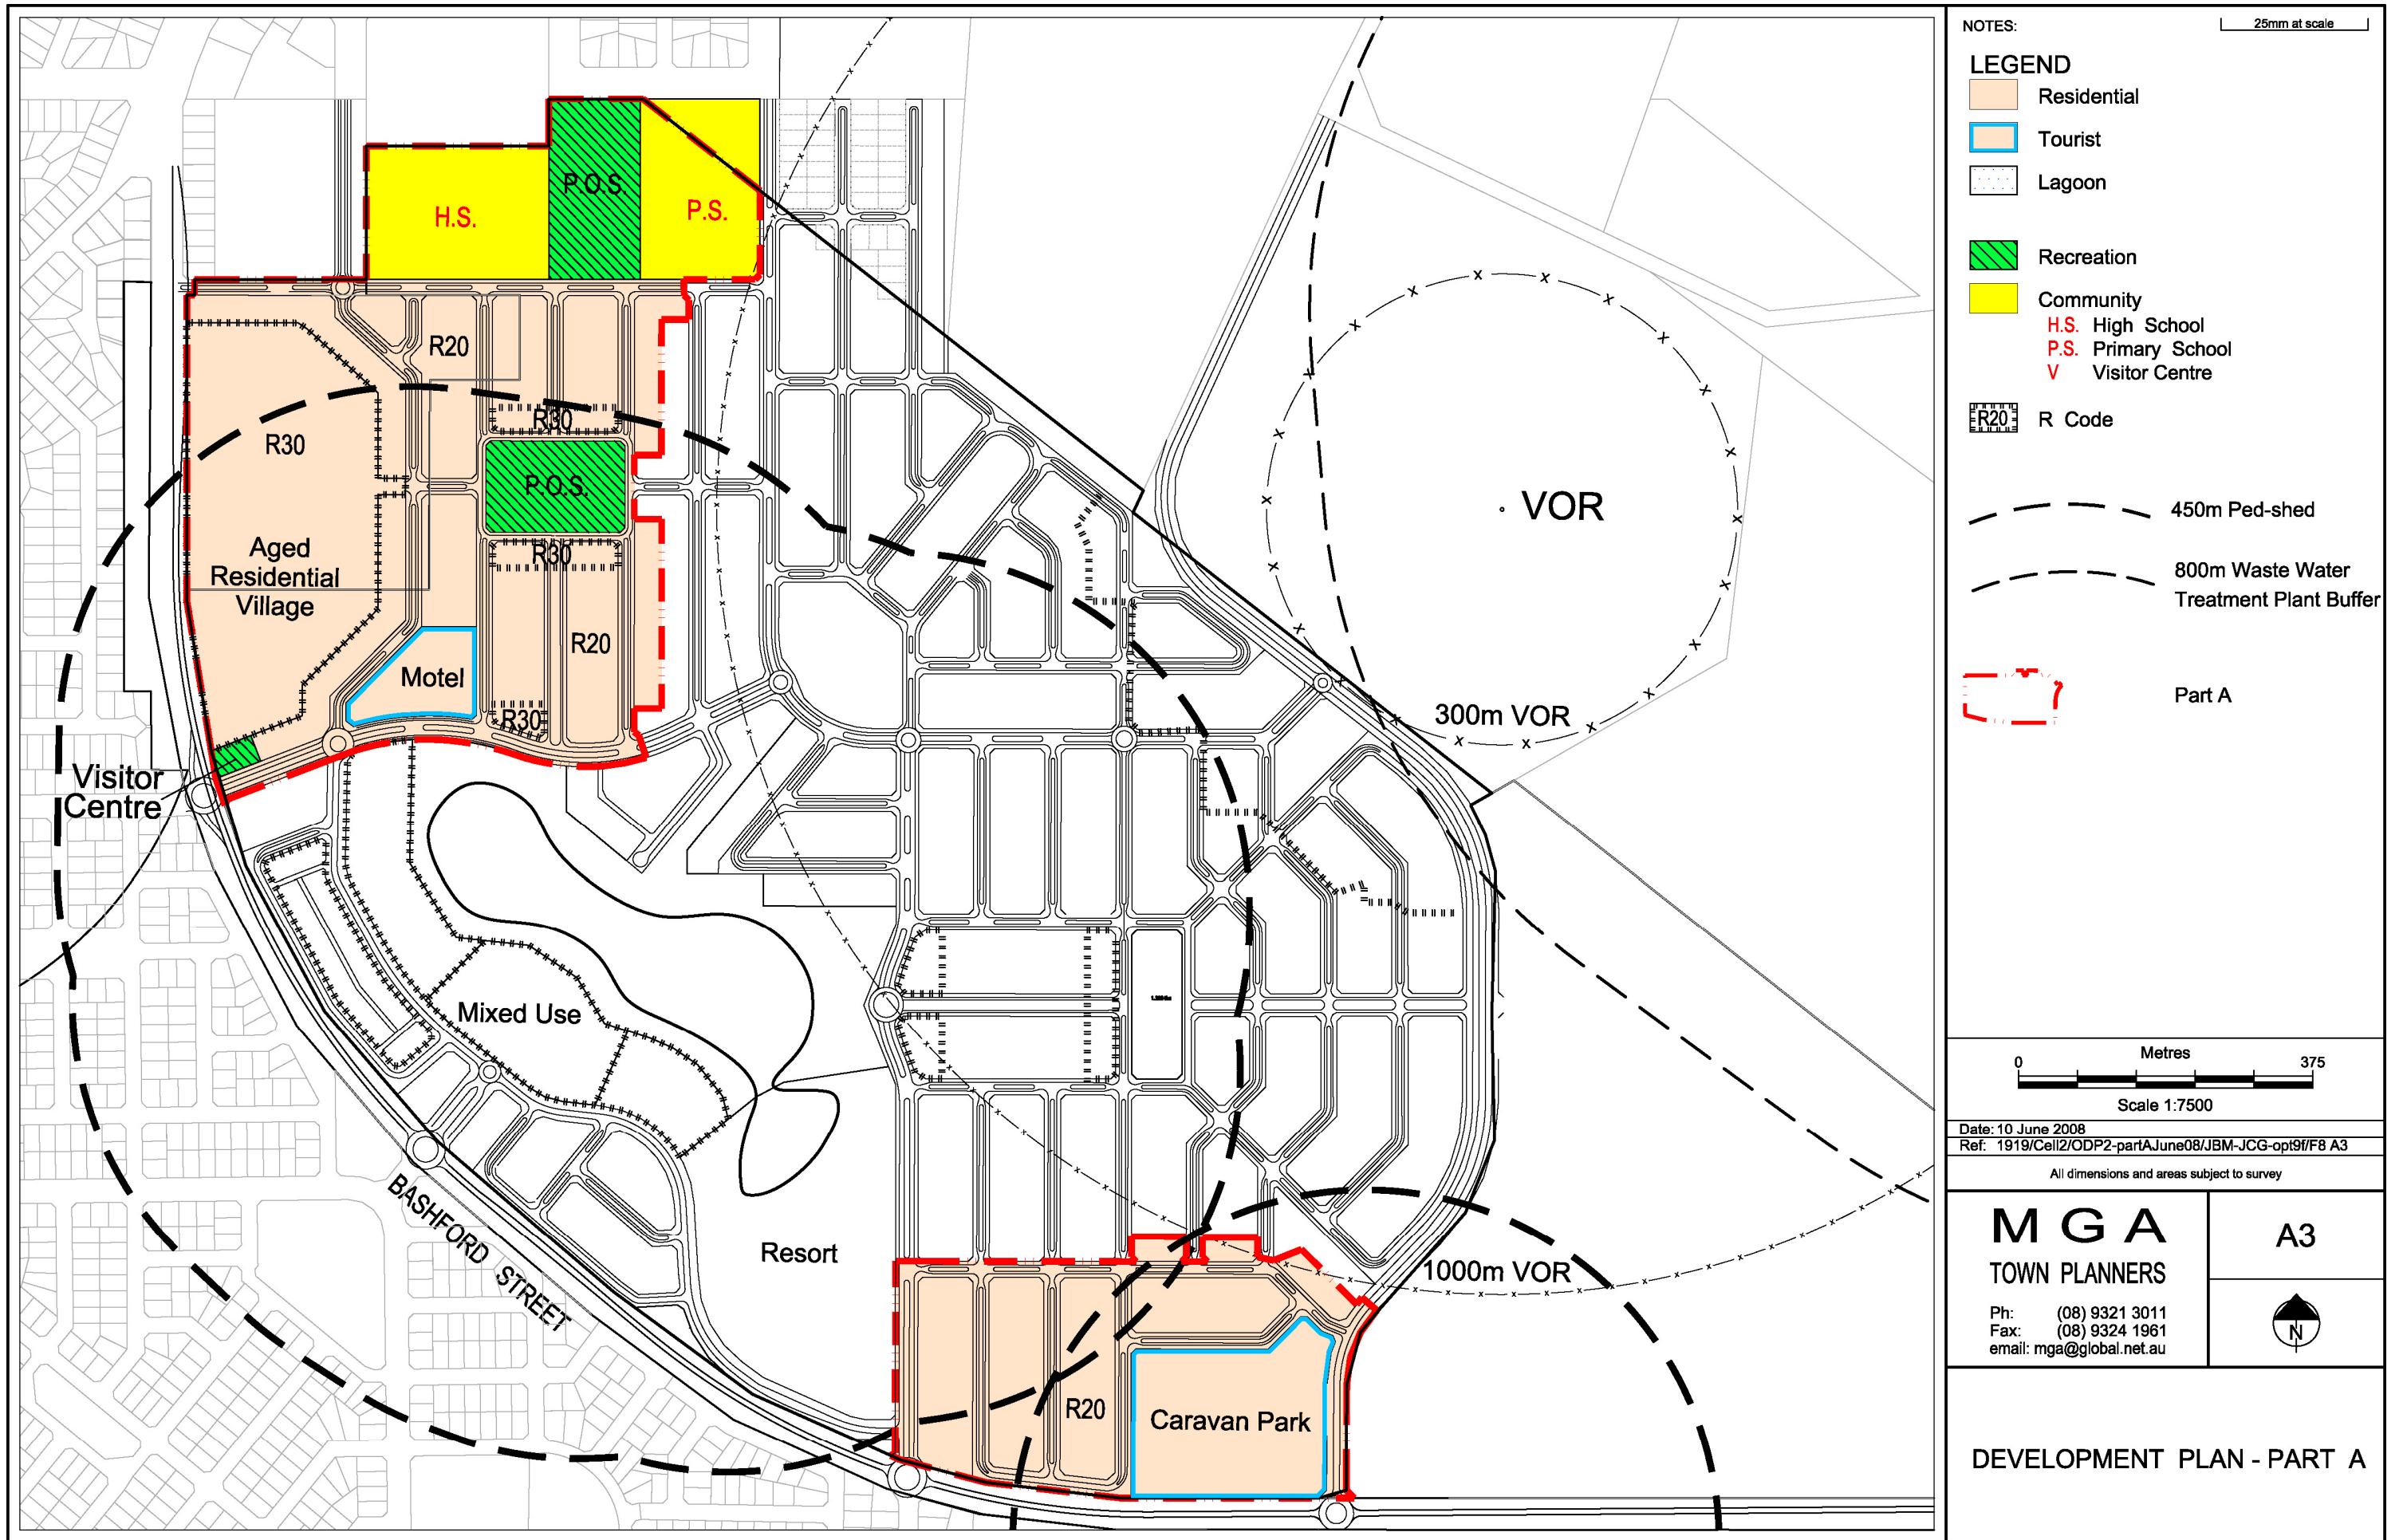 P.O.S.
H.S.
P.S.
R20
R30
R30
P.O.S.
R30
Aged
Residential
Village
R20
Motel
R30
Visitor
Centre
Mixed Use
BASHFORD STREET
Resort
VOR
300m VOR
1000m VOR
R20
Caravan Park
NOTES:
25mm at scale
LEGEND
Residential
Tourist
Lagoon
Recreation
Community
H.S. High School
P.S. Primary School
V Visitor Centre
R20 R Code
450m Ped-shed
800m Waste Water
Treatment Plant Buffer
Part A
Metres
0 375
Scale 1:7500
Date: 10 June 2008
Ref: 1919/Cell2/ODP2-partAJune08/JBM-JCG-opt9f/F8 A3
All dimensions and areas subject to survey
M G A
TOWN PLANNERS
Ph: (08) 9321 3011
Fax: (08) 9324 1961
email: mga@global.net.au
A3
N
DEVELOPMENT PLAN - PART A